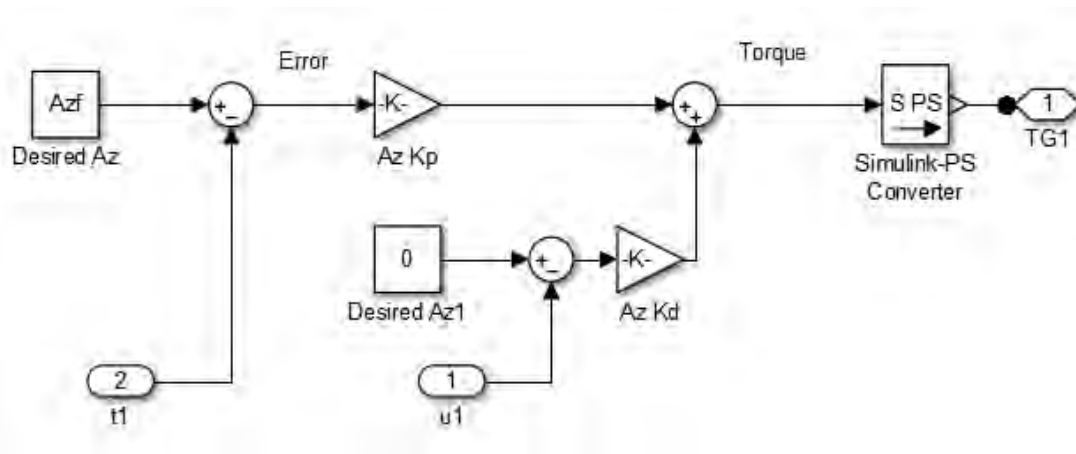 Error
Torque
Azf
+
-
-K-
+
+
S PS
1
Desired Az
Az Kp
TG1
Simulink-PS
Converter
0
+
-
-K-
Desired Az1
Az Kd
2
1
t1
u1